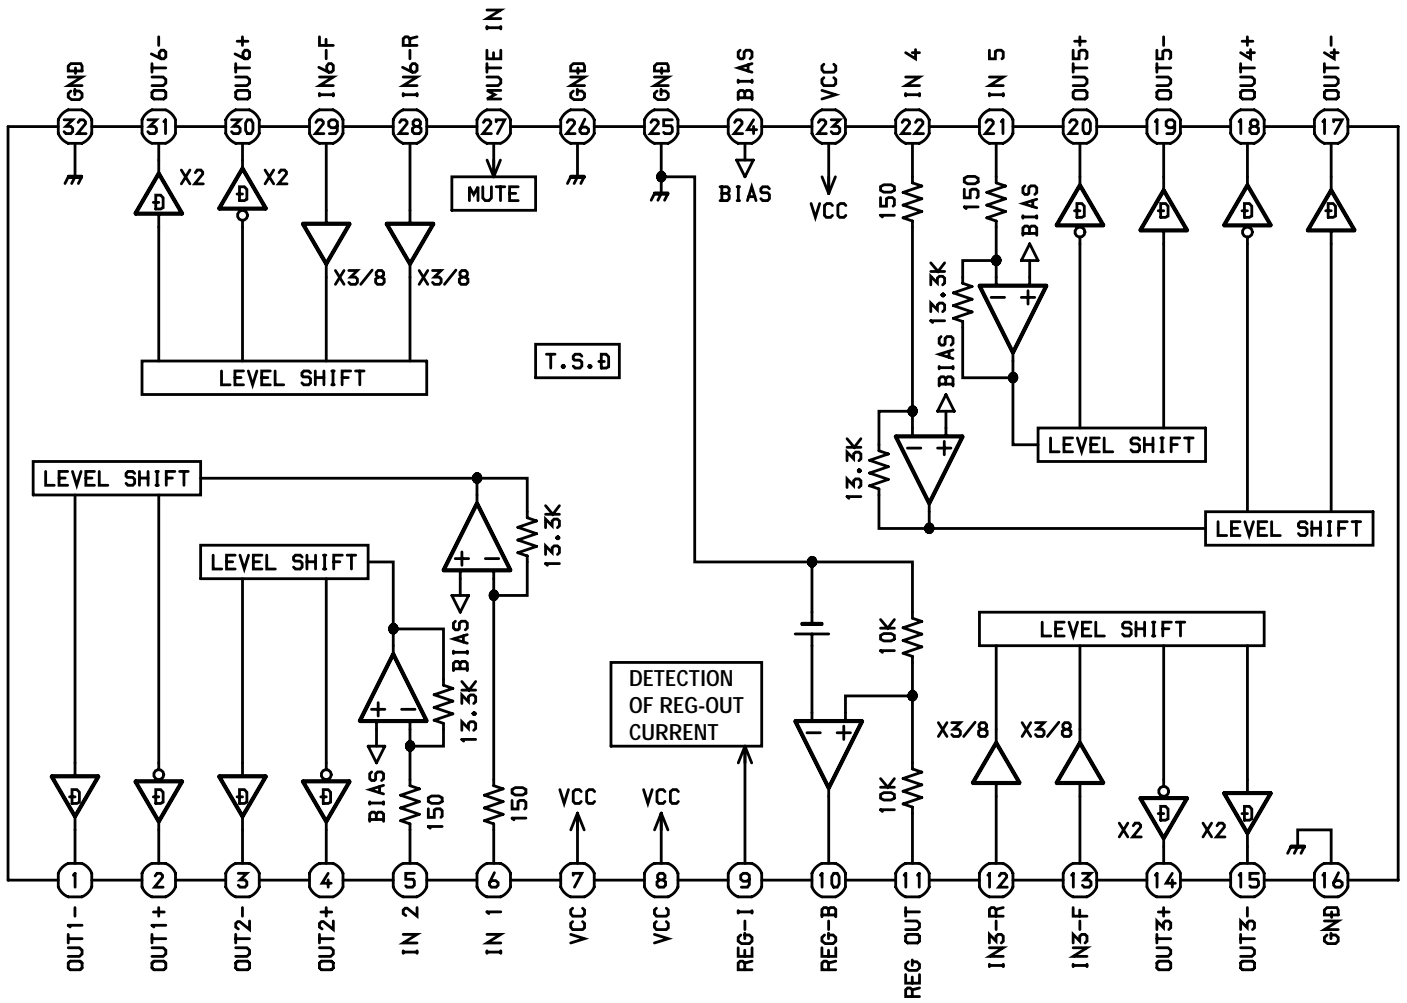 GND
OUT6-
OUT6+
IN6-F
IN6-R
MUTE IN
GND
GND
BIAS
VCC
IN 4
IN 5
OUT5+
OUT5-
OUT4+
OUT4-
32
31
30
29
28
27
26
25
24
23
22
21
20
19
18
17
X2
X2
MUTE
BIAS
VCC
150
150
BIAS
D
D
D
D
D
D
X3/8
X3/8
13.3K
- +
T.S.D
LEVEL SHIFT
BIAS
LEVEL SHIFT
13.3K
- +
LEVEL SHIFT
LEVEL SHIFT
13.3K
+ -
LEVEL SHIFT
BIAS
10K
LEVEL SHIFT
DETECTION
OF REG-OUT
CURRENT
13.3K
+ -
- +
X3/8
X3/8
BIAS
150
150
VCC
VCC
10K
D
D
D
D
X2
D
X2
D
1
2
3
4
5
6
7
8
9
10
11
12
13
14
15
16
OUT1-
OUT1+
OUT2-
OUT2+
IN 2
IN 1
VCC
VCC
REG-I
REG-B
REG OUT
IN3-R
IN3-F
OUT3+
OUT3-
GND